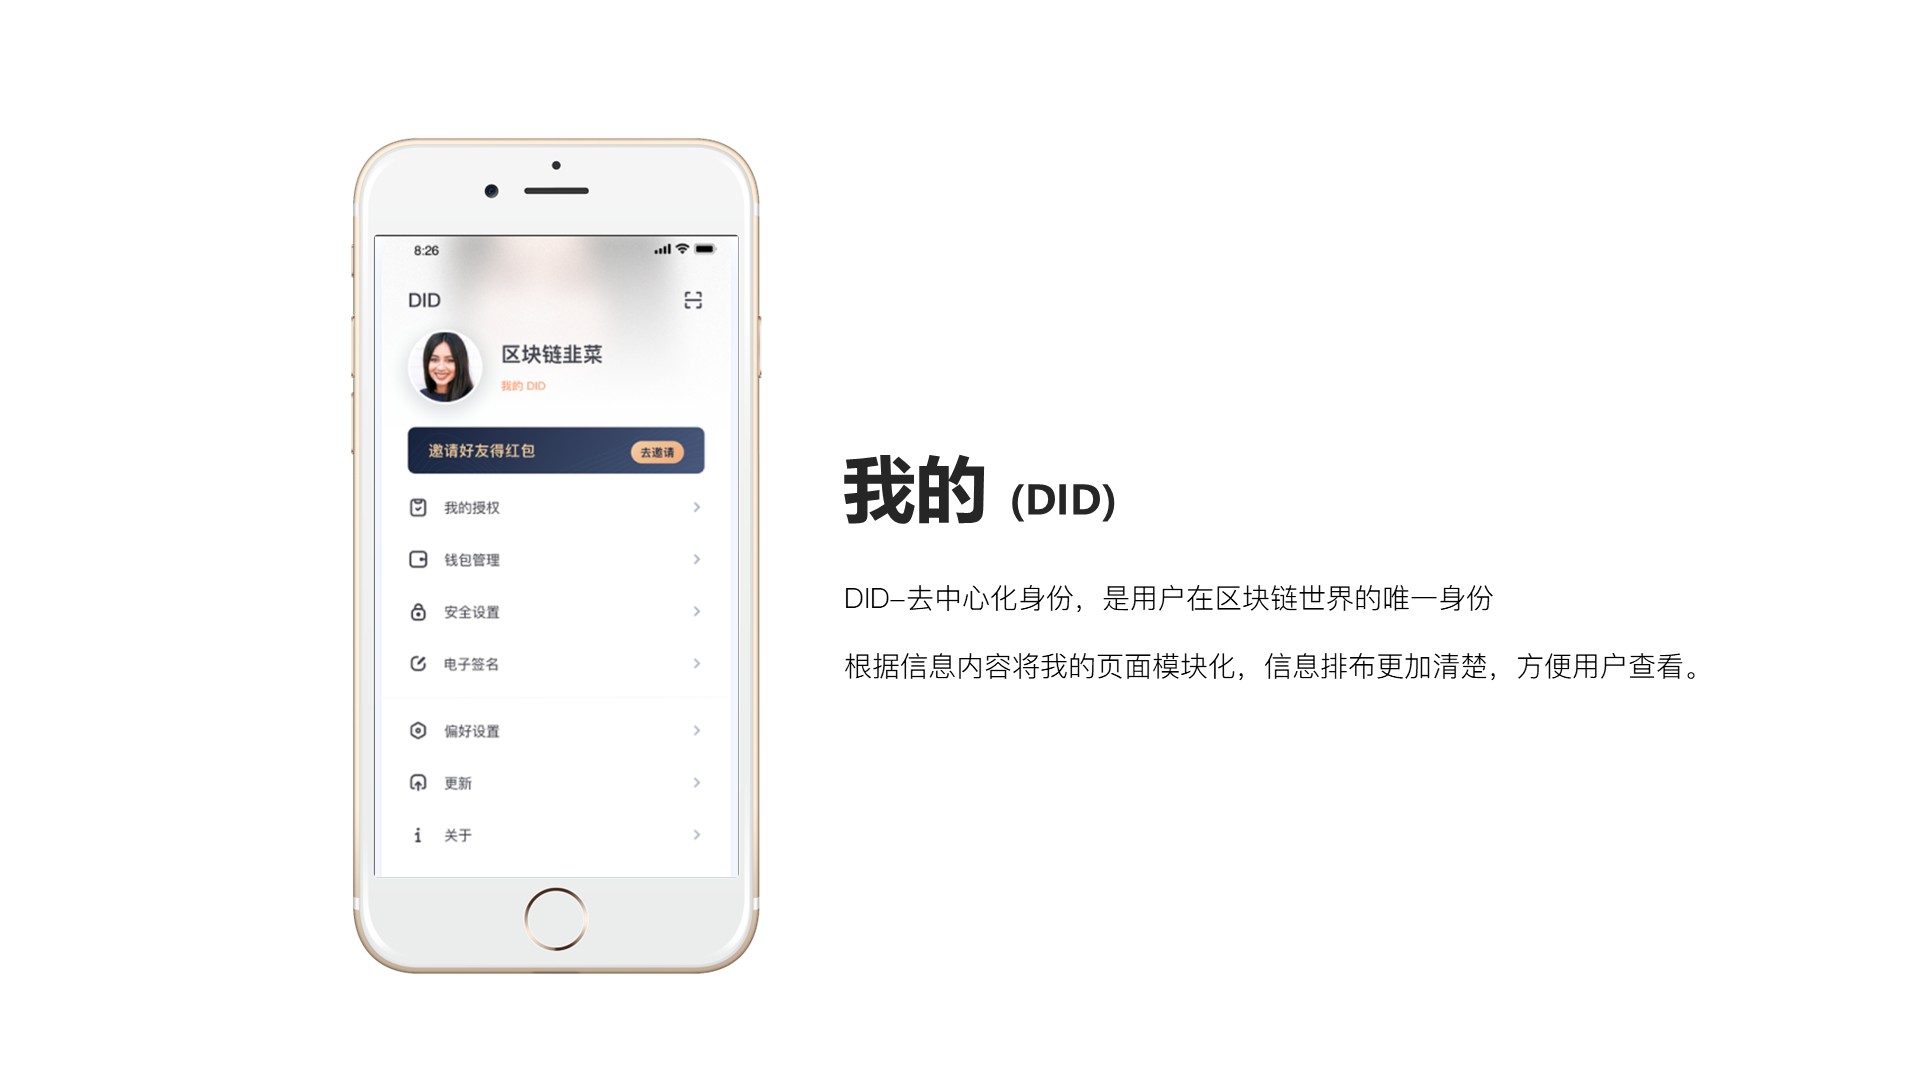 8:26
DID
区块链韭菜
我的 DID
邀请好友得红包
去邀请
我的授权
钱包管理
安全设置
电子签名
偏好设置
更新
关于
我的 (DID)
DID-去中心化身份，是用户在区块链世界的唯一身份
根据信息内容将我的页面模块化，信息排布更加清楚，方便用户查看。